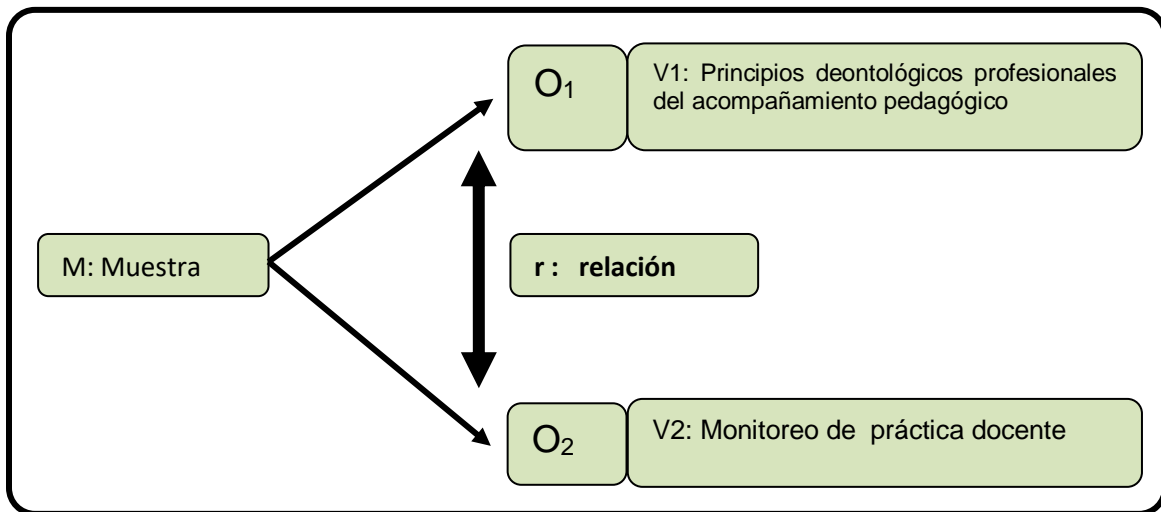 O₁
V1: Principios deontológicos profesionales
del acompañamiento pedagógico
M: Muestra
r : relación
O₂
V2: Monitoreo de práctica docente